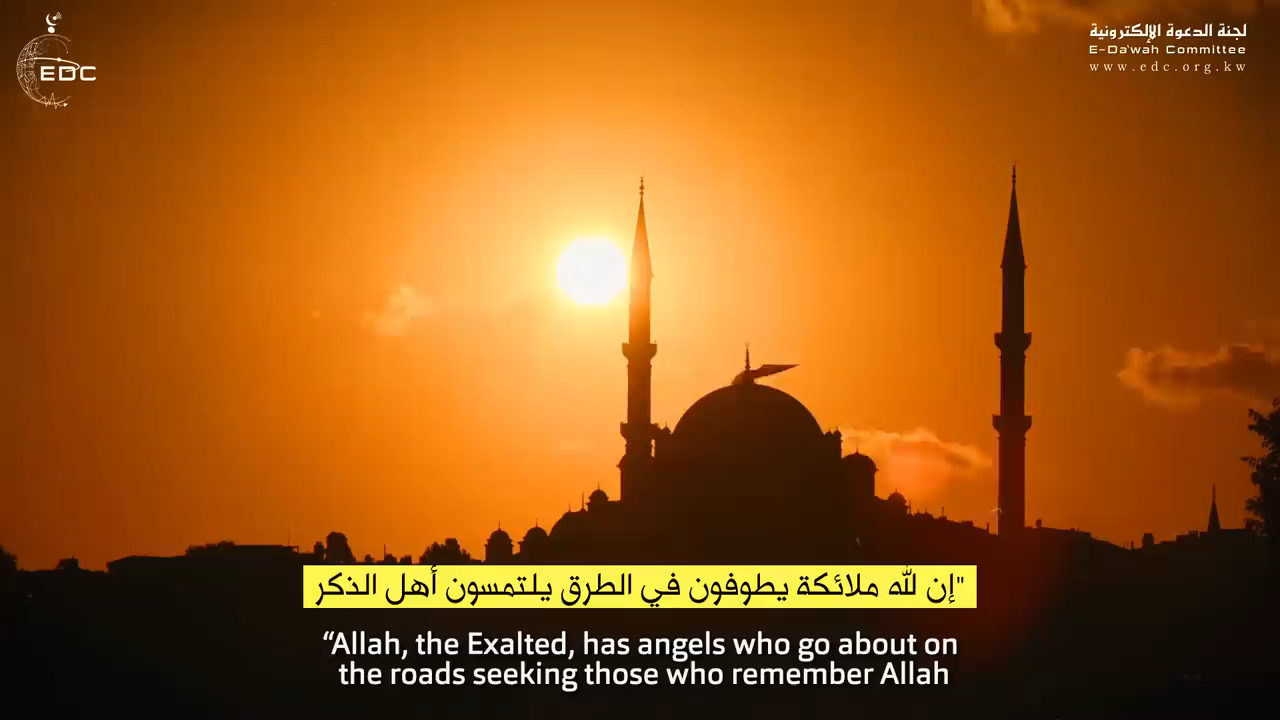 EDC
لجنة الدعوة الإلكترونية
E-Da'wah Committee
www.edc.org.kw
"إن لله ملائكة يطوفون في الطرق يلتمسون أهل الذكر
“Allah, the Exalted, has angels who go about on
the roads seeking those who remember Allah